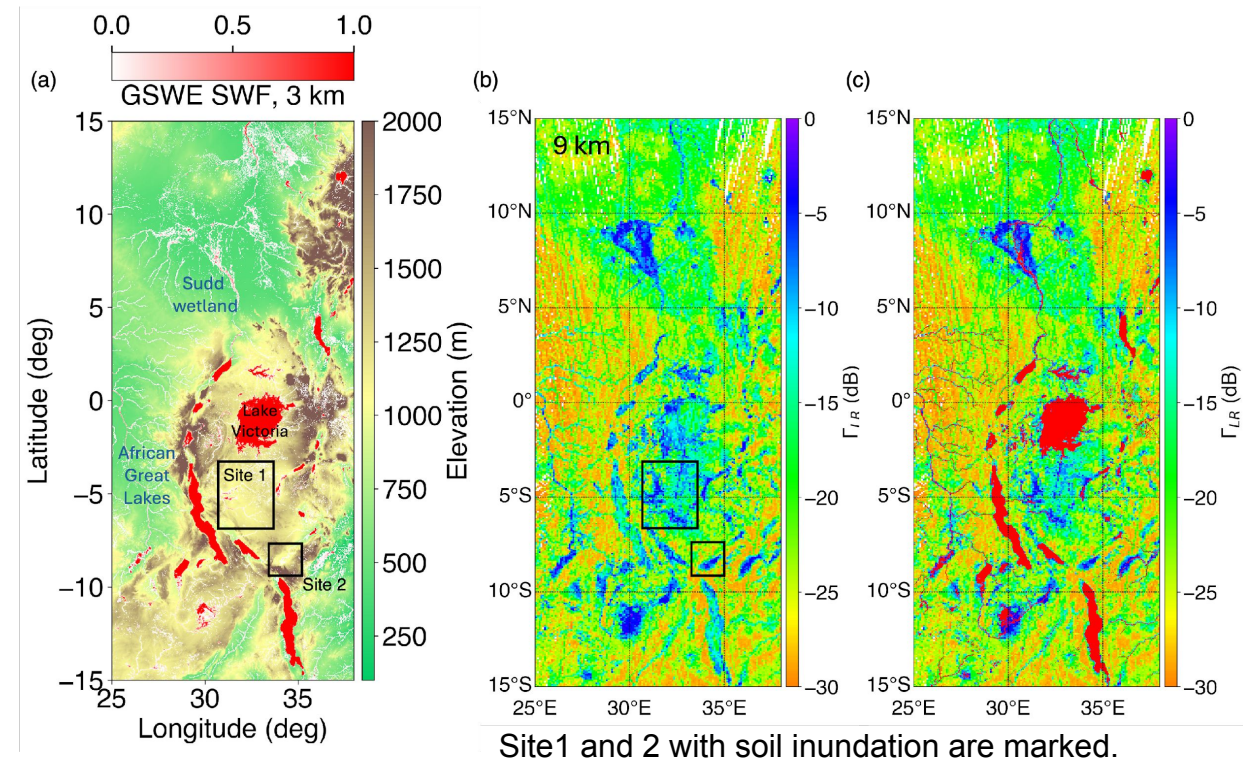 0.0 0.5 1.0
GSWE SWF, 3 km
(a)
15
10
5
0
−5
−10
−15
Latitude (deg)
25 30 35
Longitude (deg)
Sudd
wetland
Lake
Victoria
African
Great
Lakes
Site 1
Site 2
2000
1750
1500
1250
1000
750
500
250
Elevation (m)
(b)
9 km
15°N
10°N
5°N
0°
5°S
10°S
15°S
25°E 30°E 35°E
0
−5
−10
−15
−20
−25
−30
Γ_LR (dB)
(c)
15°N
10°N
5°N
0°
5°S
10°S
15°S
25°E 30°E 35°E
0
−5
−10
−15
−20
−25
−30
Γ_LR (dB)
Site1 and 2 with soil inundation are marked.